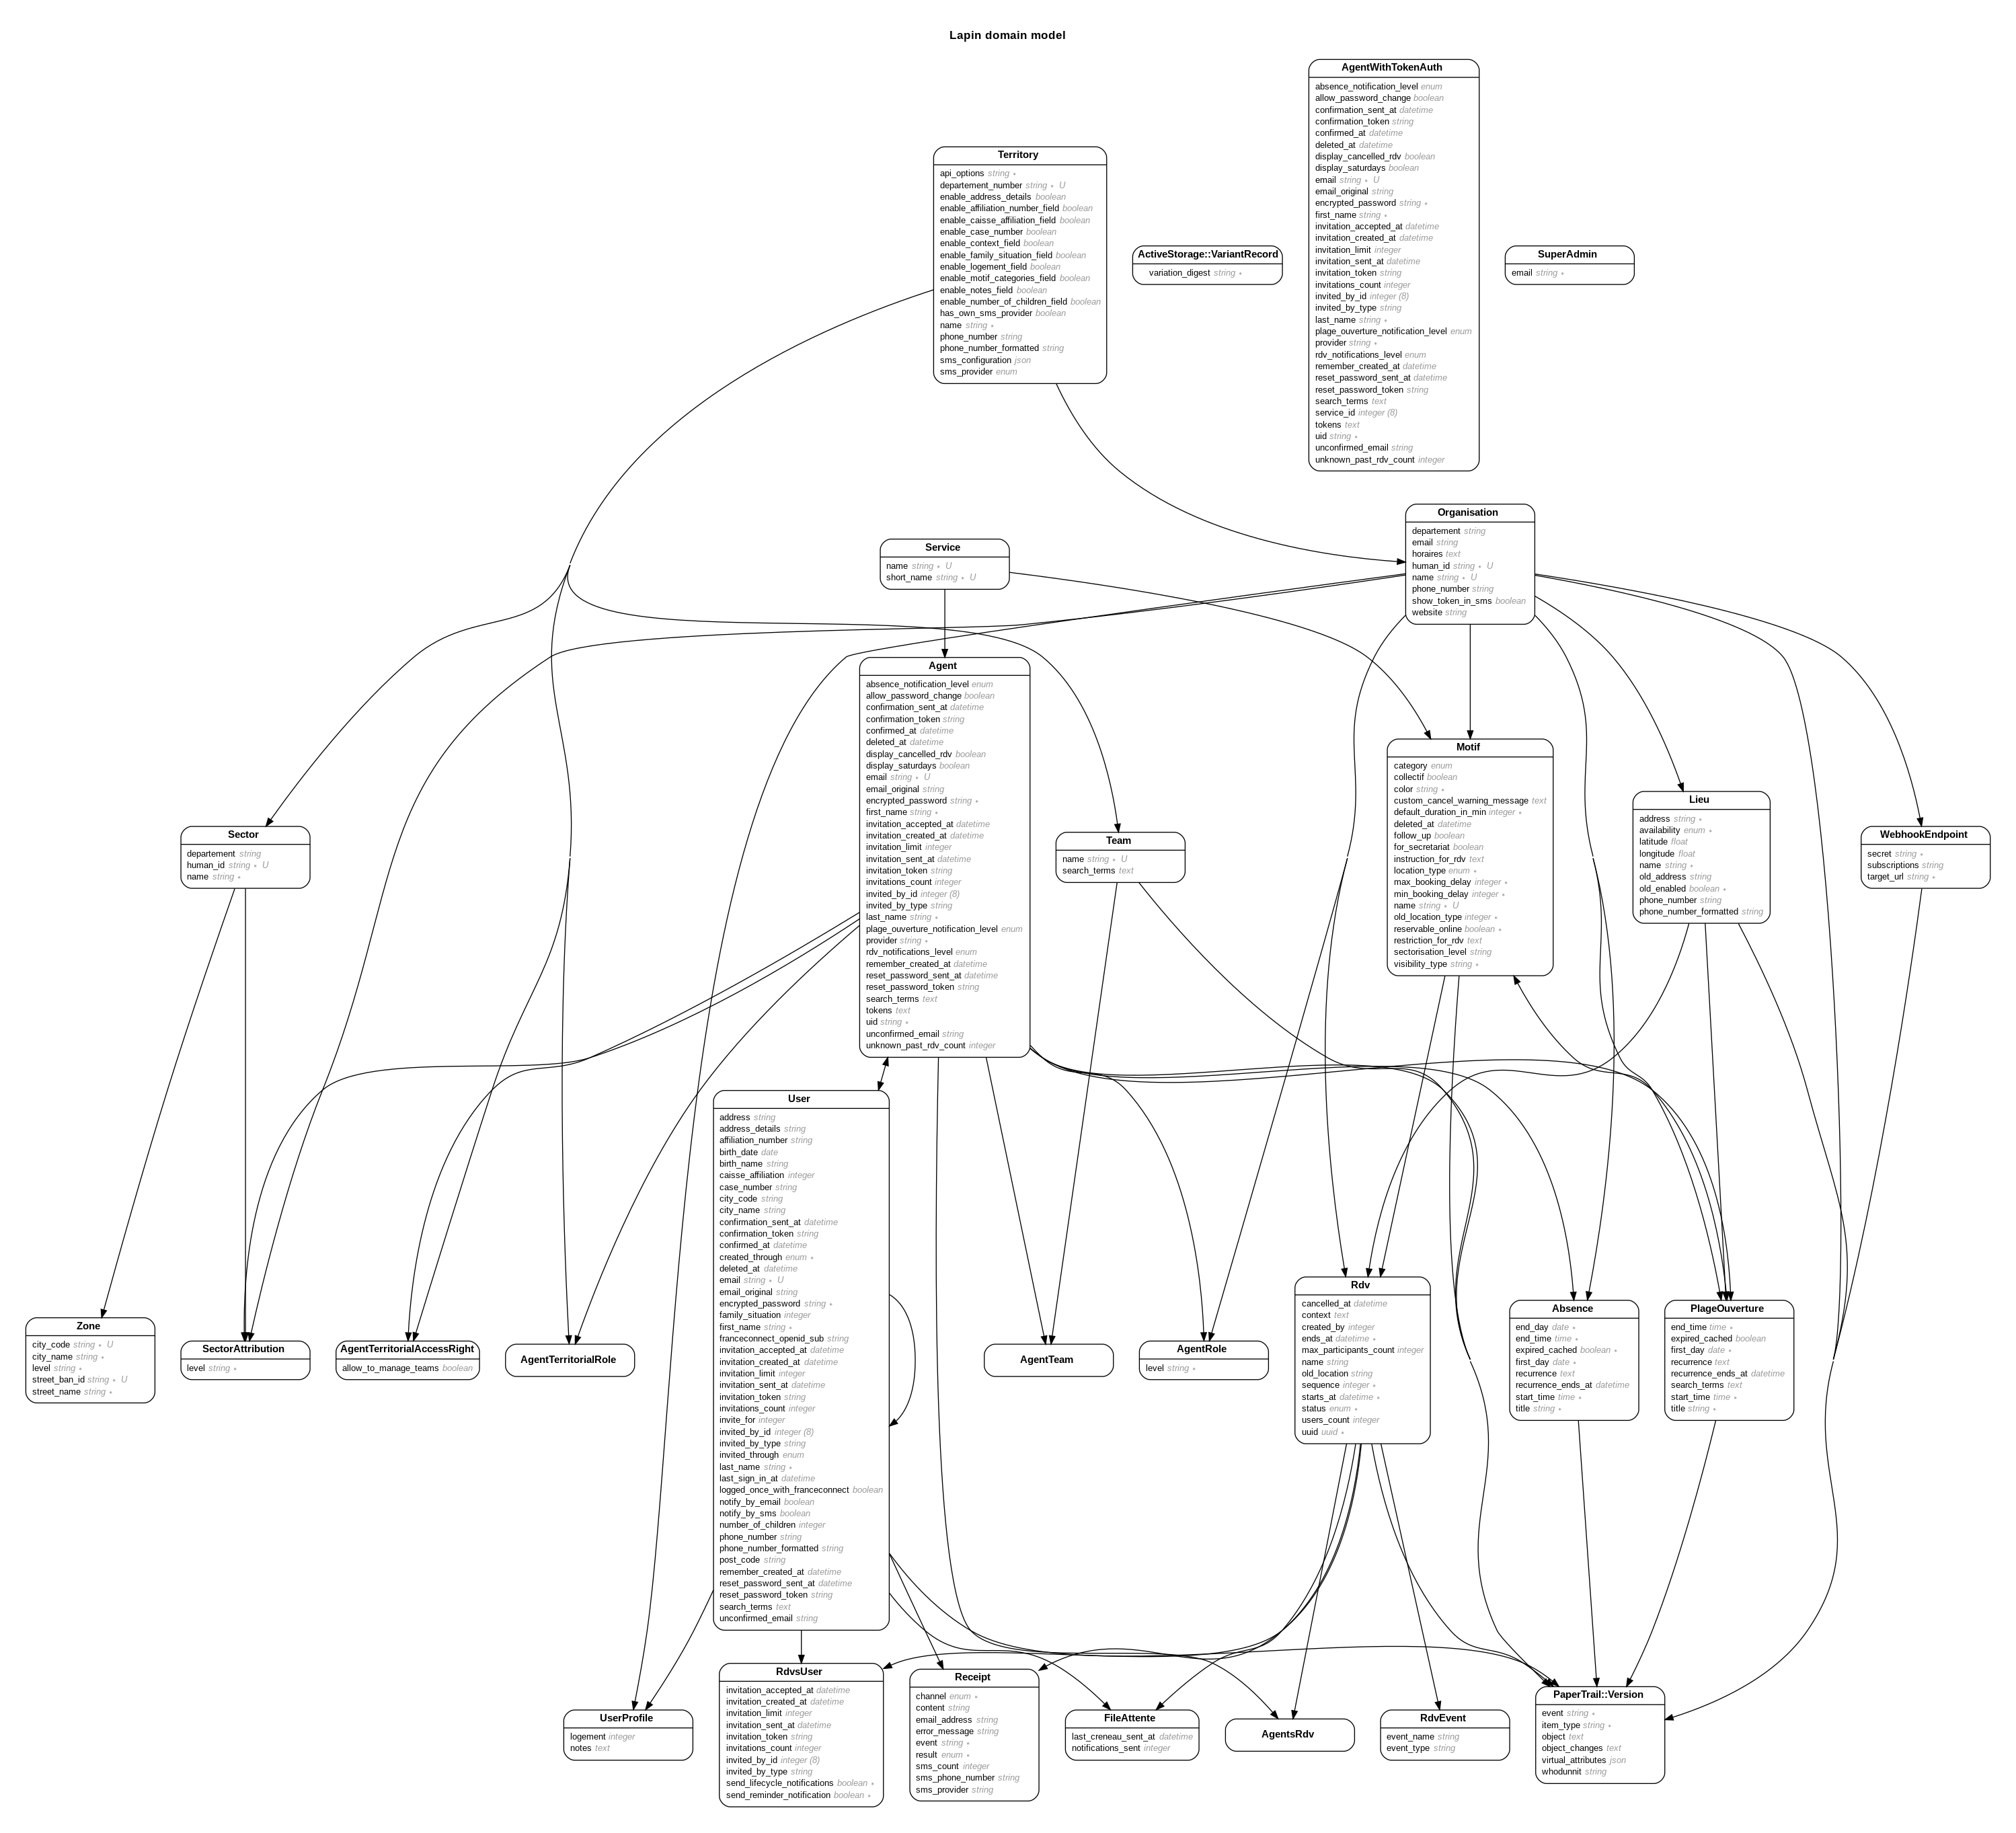 Lapin domain model
AgentWithTokenAuth
absence_notification_level enum
allow_password_change boolean
confirmation_sent_at datetime
confirmation_token string
confirmed_at datetime
deleted_at datetime
display_cancelled_rdv boolean
display_saturdays boolean
email string ∗ U
email_original string
encrypted_password string ∗
first_name string ∗
invitation_accepted_at datetime
invitation_created_at datetime
invitation_limit integer
invitation_sent_at datetime
invitation_token string
invitations_count integer
invited_by_id integer (8)
invited_by_type string
last_name string ∗
plage_ouverture_notification_level enum
provider string ∗
rdv_notifications_level enum
remember_created_at datetime
reset_password_sent_at datetime
reset_password_token string
search_terms text
service_id integer (8)
tokens text
uid string ∗
unconfirmed_email string
unknown_past_rdv_count integer
Territory
api_options string ∗
departement_number string ∗ U
enable_address_details boolean
enable_affiliation_number_field boolean
enable_caisse_affiliation_field boolean
enable_case_number boolean
enable_context_field boolean
enable_family_situation_field boolean
enable_logement_field boolean
enable_motif_categories_field boolean
enable_notes_field boolean
enable_number_of_children_field boolean
has_own_sms_provider boolean
name string ∗
phone_number string
phone_number_formatted string
sms_configuration json
sms_provider enum
ActiveStorage::VariantRecord
variation_digest string ∗
SuperAdmin
email string ∗
Organisation
departement string
email string
horaires text
human_id string ∗ U
name string ∗ U
phone_number string
show_token_in_sms boolean
website string
Service
name string ∗ U
short_name string ∗ U
Agent
absence_notification_level enum
allow_password_change boolean
confirmation_sent_at datetime
confirmation_token string
confirmed_at datetime
deleted_at datetime
display_cancelled_rdv boolean
display_saturdays boolean
email string ∗ U
email_original string
encrypted_password string ∗
first_name string ∗
invitation_accepted_at datetime
invitation_created_at datetime
invitation_limit integer
invitation_sent_at datetime
invitation_token string
invitations_count integer
invited_by_id integer (8)
invited_by_type string
last_name string ∗
plage_ouverture_notification_level enum
provider string ∗
rdv_notifications_level enum
remember_created_at datetime
reset_password_sent_at datetime
reset_password_token string
search_terms text
tokens text
uid string ∗
unconfirmed_email string
unknown_past_rdv_count integer
Motif
category enum
collectif boolean
color string ∗
custom_cancel_warning_message text
default_duration_in_min integer ∗
deleted_at datetime
follow_up boolean
for_secretariat boolean
instruction_for_rdv text
location_type enum ∗
max_booking_delay integer ∗
min_booking_delay integer ∗
name string ∗ U
old_location_type integer ∗
reservable_online boolean ∗
restriction_for_rdv text
sectorisation_level string
visibility_type string ∗
Lieu
address string ∗
availability enum ∗
latitude float
longitude float
name string ∗
old_address string
old_enabled boolean ∗
phone_number string
phone_number_formatted string
Sector
departement string
human_id string ∗ U
name string ∗
Team
name string ∗ U
search_terms text
WebhookEndpoint
secret string ∗
subscriptions string
target_url string ∗
User
address string
address_details string
affiliation_number string
birth_date date
birth_name string
caisse_affiliation integer
case_number string
city_code string
city_name string
confirmation_sent_at datetime
confirmation_token string
confirmed_at datetime
created_through enum ∗
deleted_at datetime
email string ∗ U
email_original string
encrypted_password string ∗
family_situation integer
first_name string ∗
franceconnect_openid_sub string
invitation_accepted_at datetime
invitation_created_at datetime
invitation_limit integer
invitation_sent_at datetime
invitation_token string
invitations_count integer
invite_for integer
invited_by_id integer (8)
invited_by_type string
invited_through enum
last_name string ∗
last_sign_in_at datetime
logged_once_with_franceconnect boolean
notify_by_email boolean
notify_by_sms boolean
number_of_children integer
phone_number string
phone_number_formatted string
post_code string
remember_created_at datetime
reset_password_sent_at datetime
reset_password_token string
search_terms text
unconfirmed_email string
Zone
city_code string ∗ U
city_name string ∗
level string ∗
street_ban_id string ∗ U
street_name string ∗
SectorAttribution
level string ∗
AgentTerritorialAccessRight
allow_to_manage_teams boolean
AgentTerritorialRole
AgentTeam
AgentRole
level string ∗
Rdv
cancelled_at datetime
context text
created_by integer
ends_at datetime ∗
max_participants_count integer
name string
old_location string
sequence integer ∗
starts_at datetime ∗
status enum ∗
users_count integer
uuid uuid ∗
Absence
end_day date ∗
end_time time ∗
expired_cached boolean ∗
first_day date ∗
recurrence text
recurrence_ends_at datetime
start_time time ∗
title string ∗
PlageOuverture
end_time time ∗
expired_cached boolean
first_day date ∗
recurrence text
recurrence_ends_at datetime
search_terms text
start_time time ∗
title string ∗
UserProfile
logement integer
notes text
RdvsUser
invitation_accepted_at datetime
invitation_created_at datetime
invitation_limit integer
invitation_sent_at datetime
invitation_token string
invitations_count integer
invited_by_id integer (8)
invited_by_type string
send_lifecycle_notifications boolean ∗
send_reminder_notification boolean ∗
Receipt
channel enum ∗
content string
email_address string
error_message string
event string ∗
result enum ∗
sms_count integer
sms_phone_number string
sms_provider string
FileAttente
last_creneau_sent_at datetime
notifications_sent integer
AgentsRdv
RdvEvent
event_name string
event_type string
PaperTrail::Version
event string ∗
item_type string ∗
object text
object_changes text
virtual_attributes json
whodunnit string